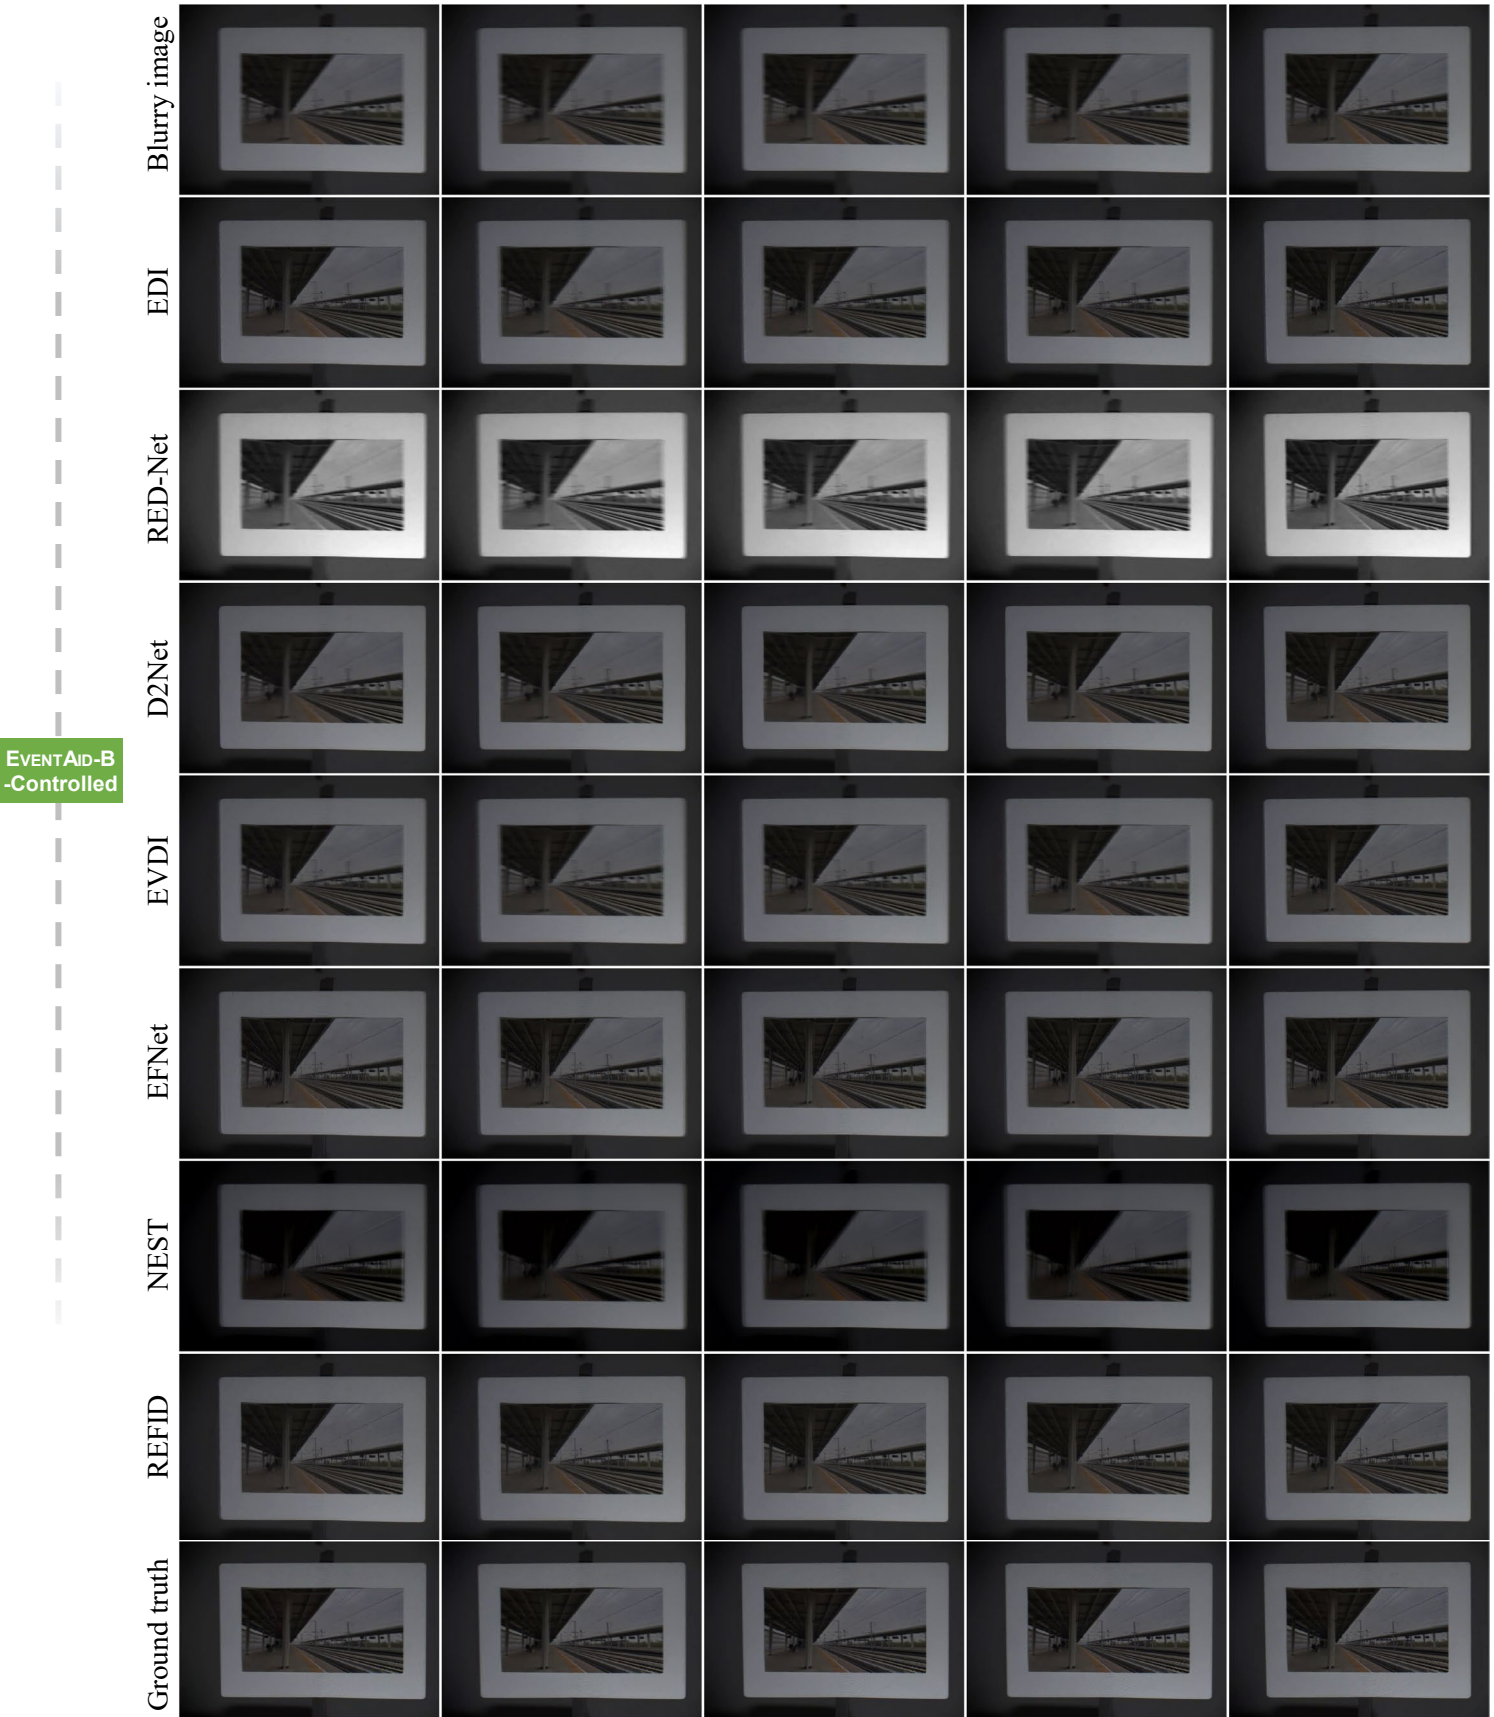 Blurry image
EDI
RED-Net
D2Net
EVENTAID-B
-Controlled
EVDI
EFNet
NEST
REFID
Ground truth